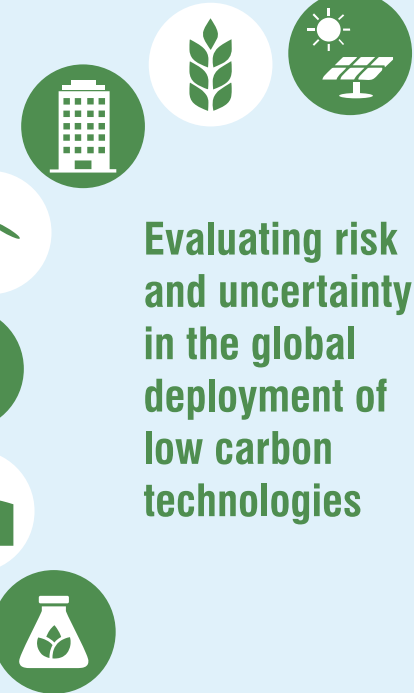 Evaluating risk
and uncertainty
in the global
deployment of
low carbon
technologies